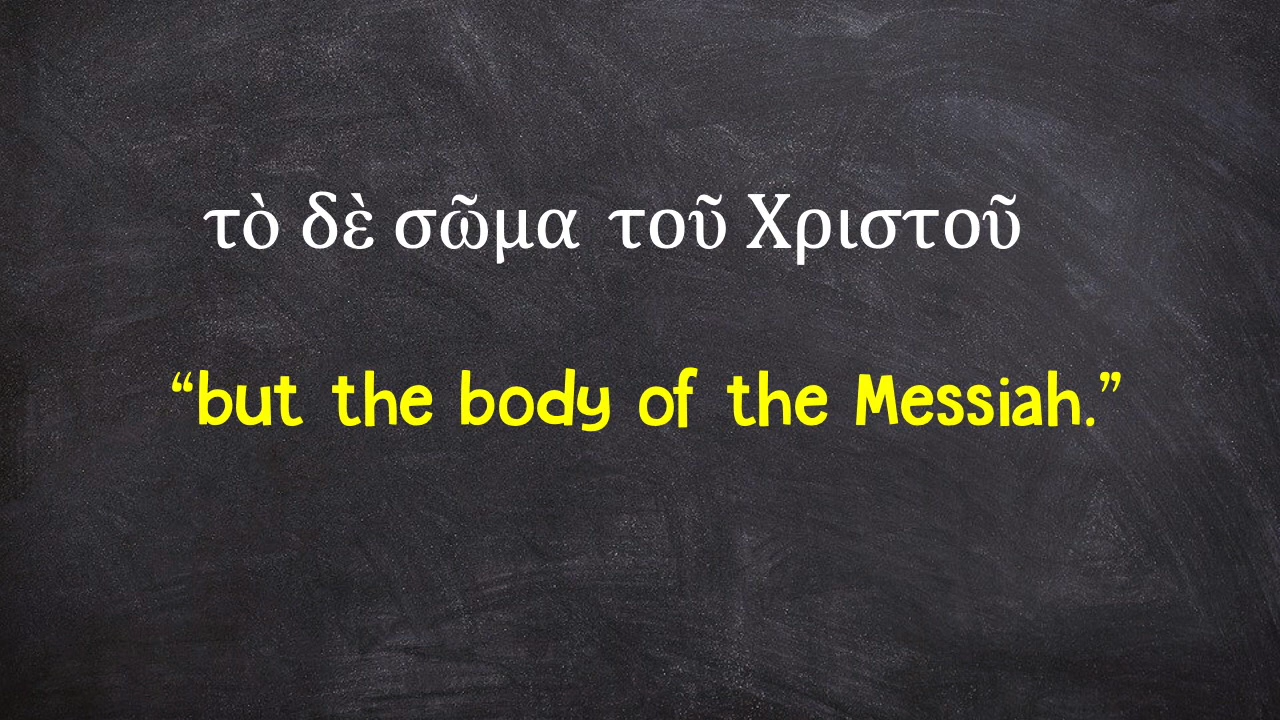 τὸ δὲ σῶμα τοῦ Χριστοῦ
“but the body of the Messiah.”